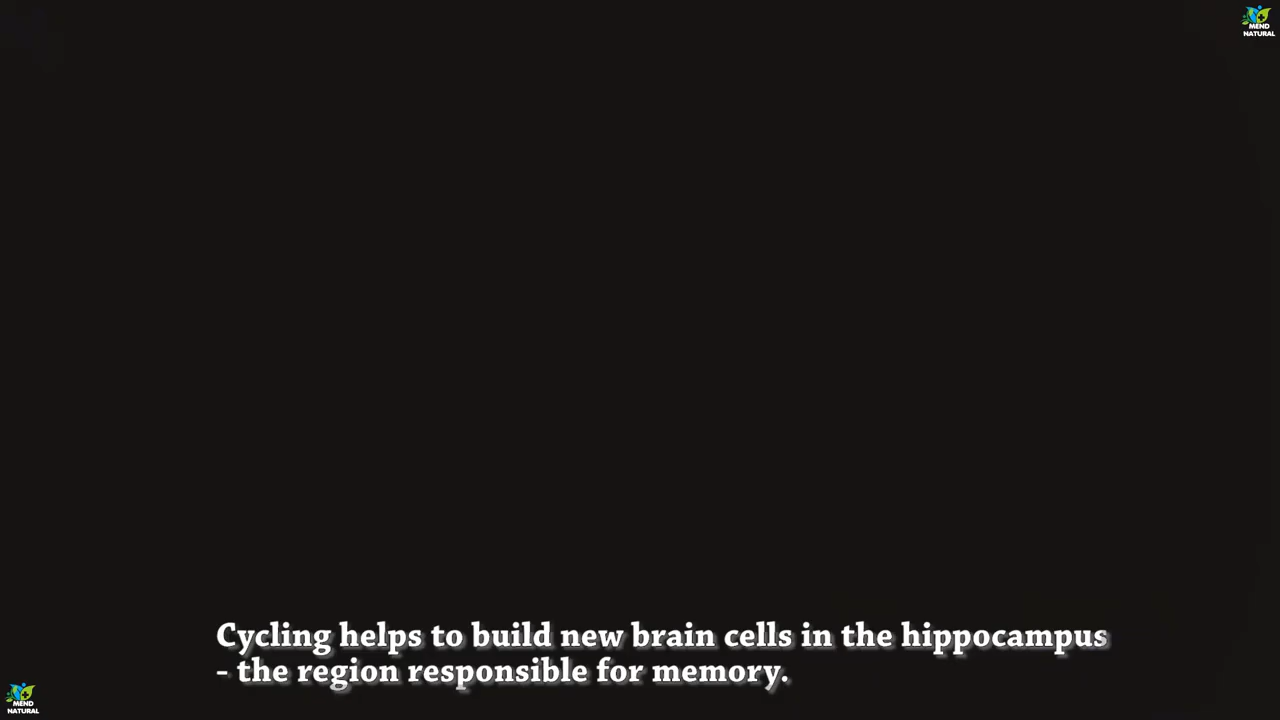 MEND
NATURAL
Cycling helps to build new brain cells in the hippocampus
- the region responsible for memory.
MEND
NATURAL